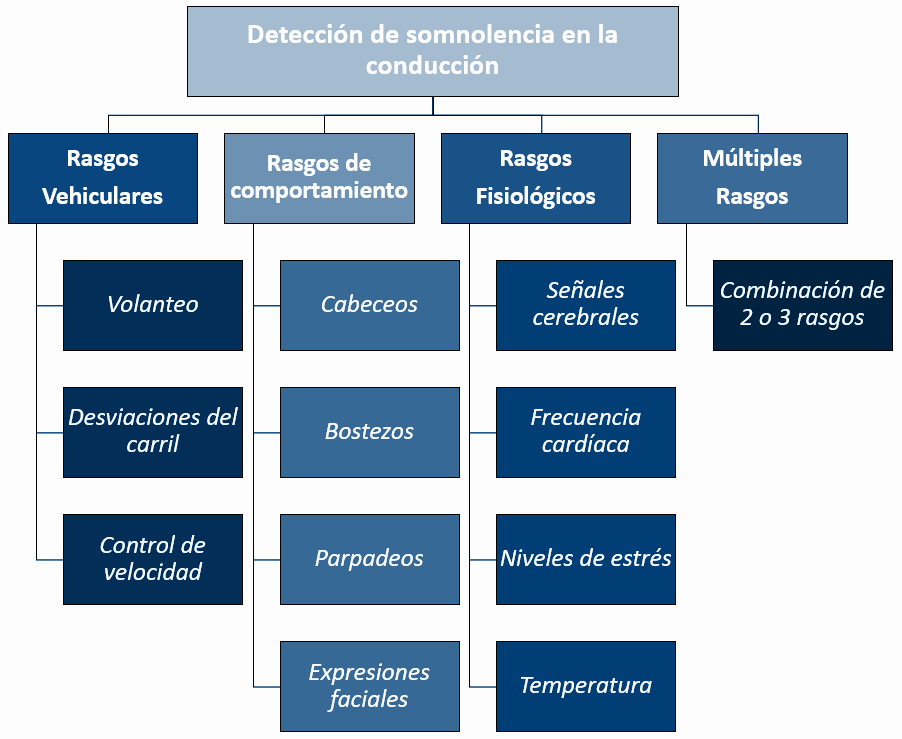 Detección de somnolencia en la
conducción
Rasgos
Vehiculares
Rasgos de
comportamiento
Rasgos
Fisiológicos
Múltiples
Rasgos
Volanteo
Desviaciones del
carril
Control de
velocidad
Cabeceos
Bostezos
Parpadeos
Expresiones
faciales
Señales
cerebrales
Frecuencia
cardíaca
Niveles de estrés
Temperatura
Combinación de
2 o 3 rasgos